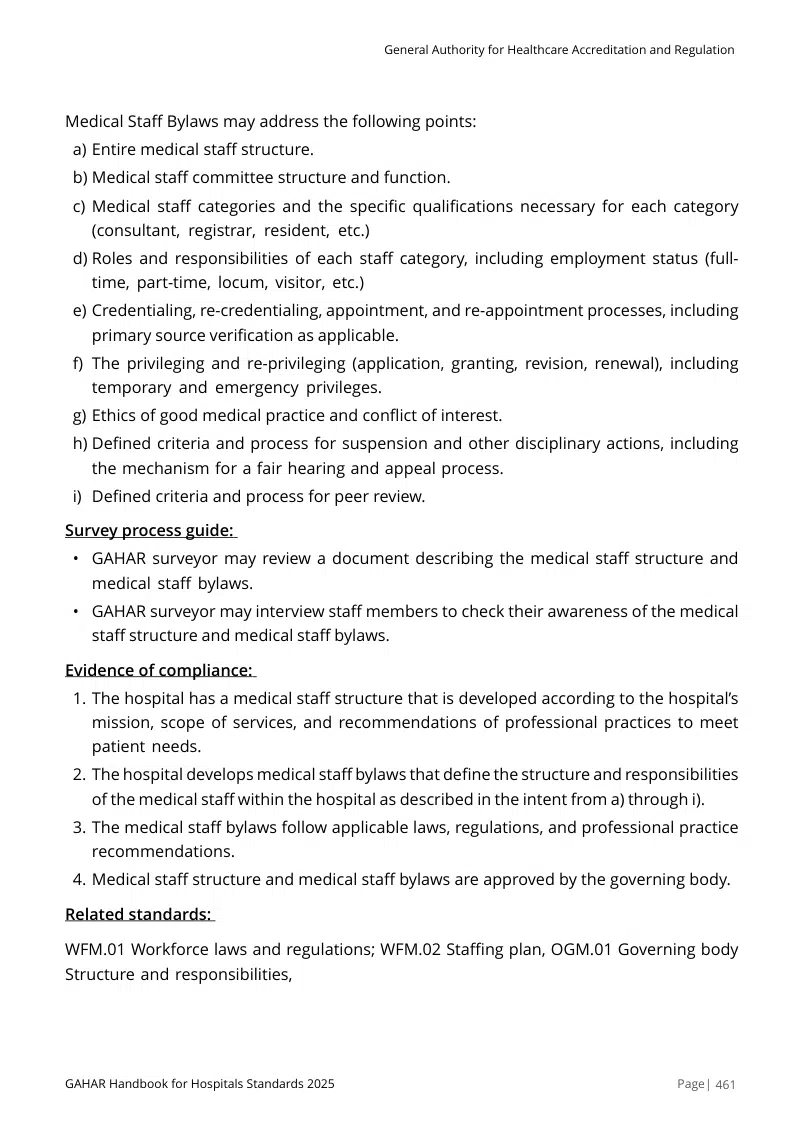 General Authority for Healthcare Accreditation and Regulation
Medical Staff Bylaws may address the following points:
a) Entire medical staff structure.
b) Medical staff committee structure and function.
c) Medical staff categories and the specific qualifications necessary for each category
(consultant, registrar, resident, etc.)
d) Roles and responsibilities of each staff category, including employment status (full-
time, part-time, locum, visitor, etc.)
e) Credentialing, re-credentialing, appointment, and re-appointment processes, including
primary source verification as applicable.
f) The privileging and re-privileging (application, granting, revision, renewal), including
temporary and emergency privileges.
g) Ethics of good medical practice and conflict of interest.
h) Defined criteria and process for suspension and other disciplinary actions, including
the mechanism for a fair hearing and appeal process.
i) Defined criteria and process for peer review.
Survey process guide:
• GAHAR surveyor may review a document describing the medical staff structure and
medical staff bylaws.
• GAHAR surveyor may interview staff members to check their awareness of the medical
staff structure and medical staff bylaws.
Evidence of compliance:
1. The hospital has a medical staff structure that is developed according to the hospital’s
mission, scope of services, and recommendations of professional practices to meet
patient needs.
2. The hospital develops medical staff bylaws that define the structure and responsibilities
of the medical staff within the hospital as described in the intent from a) through i).
3. The medical staff bylaws follow applicable laws, regulations, and professional practice
recommendations.
4. Medical staff structure and medical staff bylaws are approved by the governing body.
Related standards:
WFM.01 Workforce laws and regulations; WFM.02 Staffing plan, OGM.01 Governing body
Structure and responsibilities,
GAHAR Handbook for Hospitals Standards 2025
Page| 461